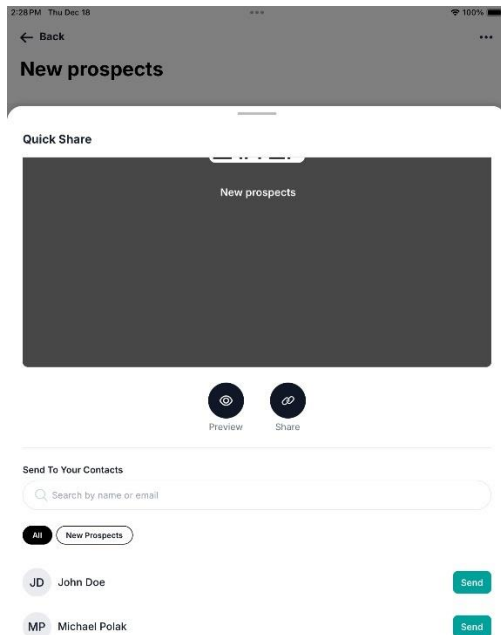 2:28 PM Thu Dec 18 100%
Back
New prospects
Quick Share
New prospects
Preview Share
Send To Your Contacts
Search by name or email
All New Prospects
JD John Doe Send
MP Michael Polak Send